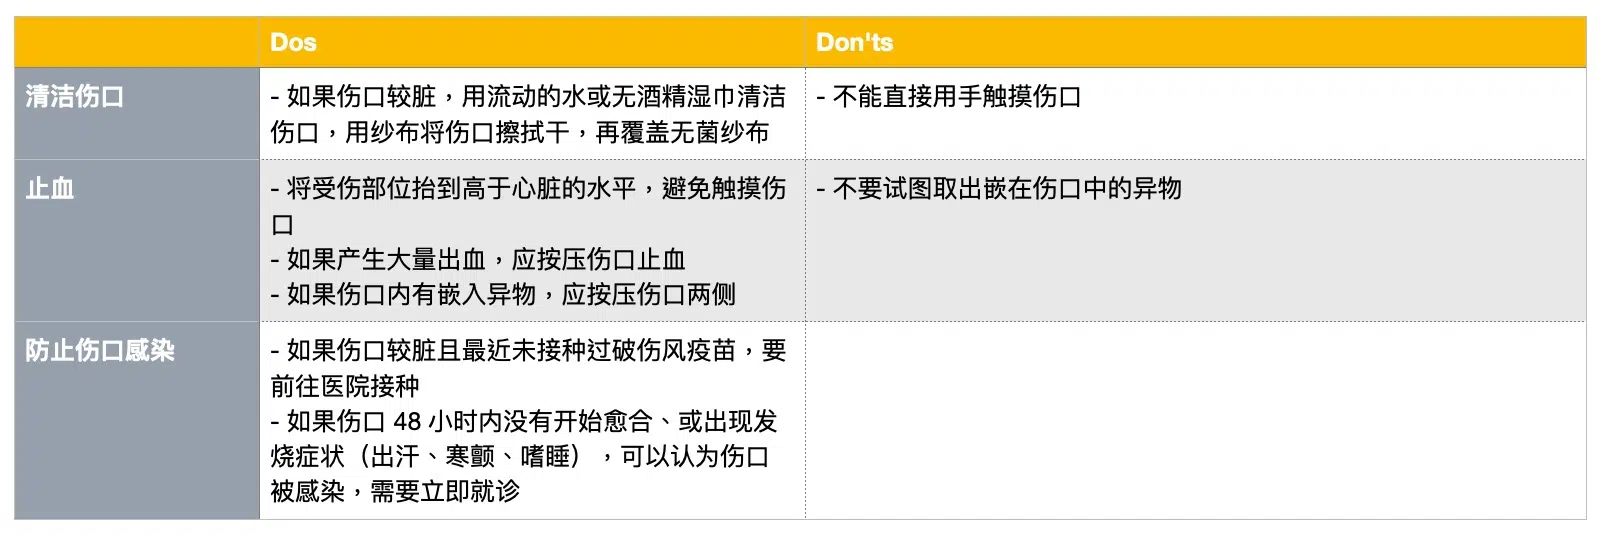 Dos
Don'ts
清洁伤口
- 如果伤口较脏，用流动的水或无酒精湿巾清洁
伤口，用纱布将伤口擦拭干，再覆盖无菌纱布
- 不能直接用手触摸伤口
止血
- 将受伤部位抬到高于心脏的水平，避免触摸伤
口
- 如果产生大量出血，应按压伤口止血
- 如果伤口内有嵌入异物，应按压伤口两侧
- 不要试图取出嵌在伤口中的异物
防止伤口感染
- 如果伤口较脏且最近未接种过破伤风疫苗，要
前往医院接种
- 如果伤口 48 小时内没有开始愈合、或出现发
烧症状（出汗、寒颤、嗜睡），可以认为伤口
被感染，需要立即就诊